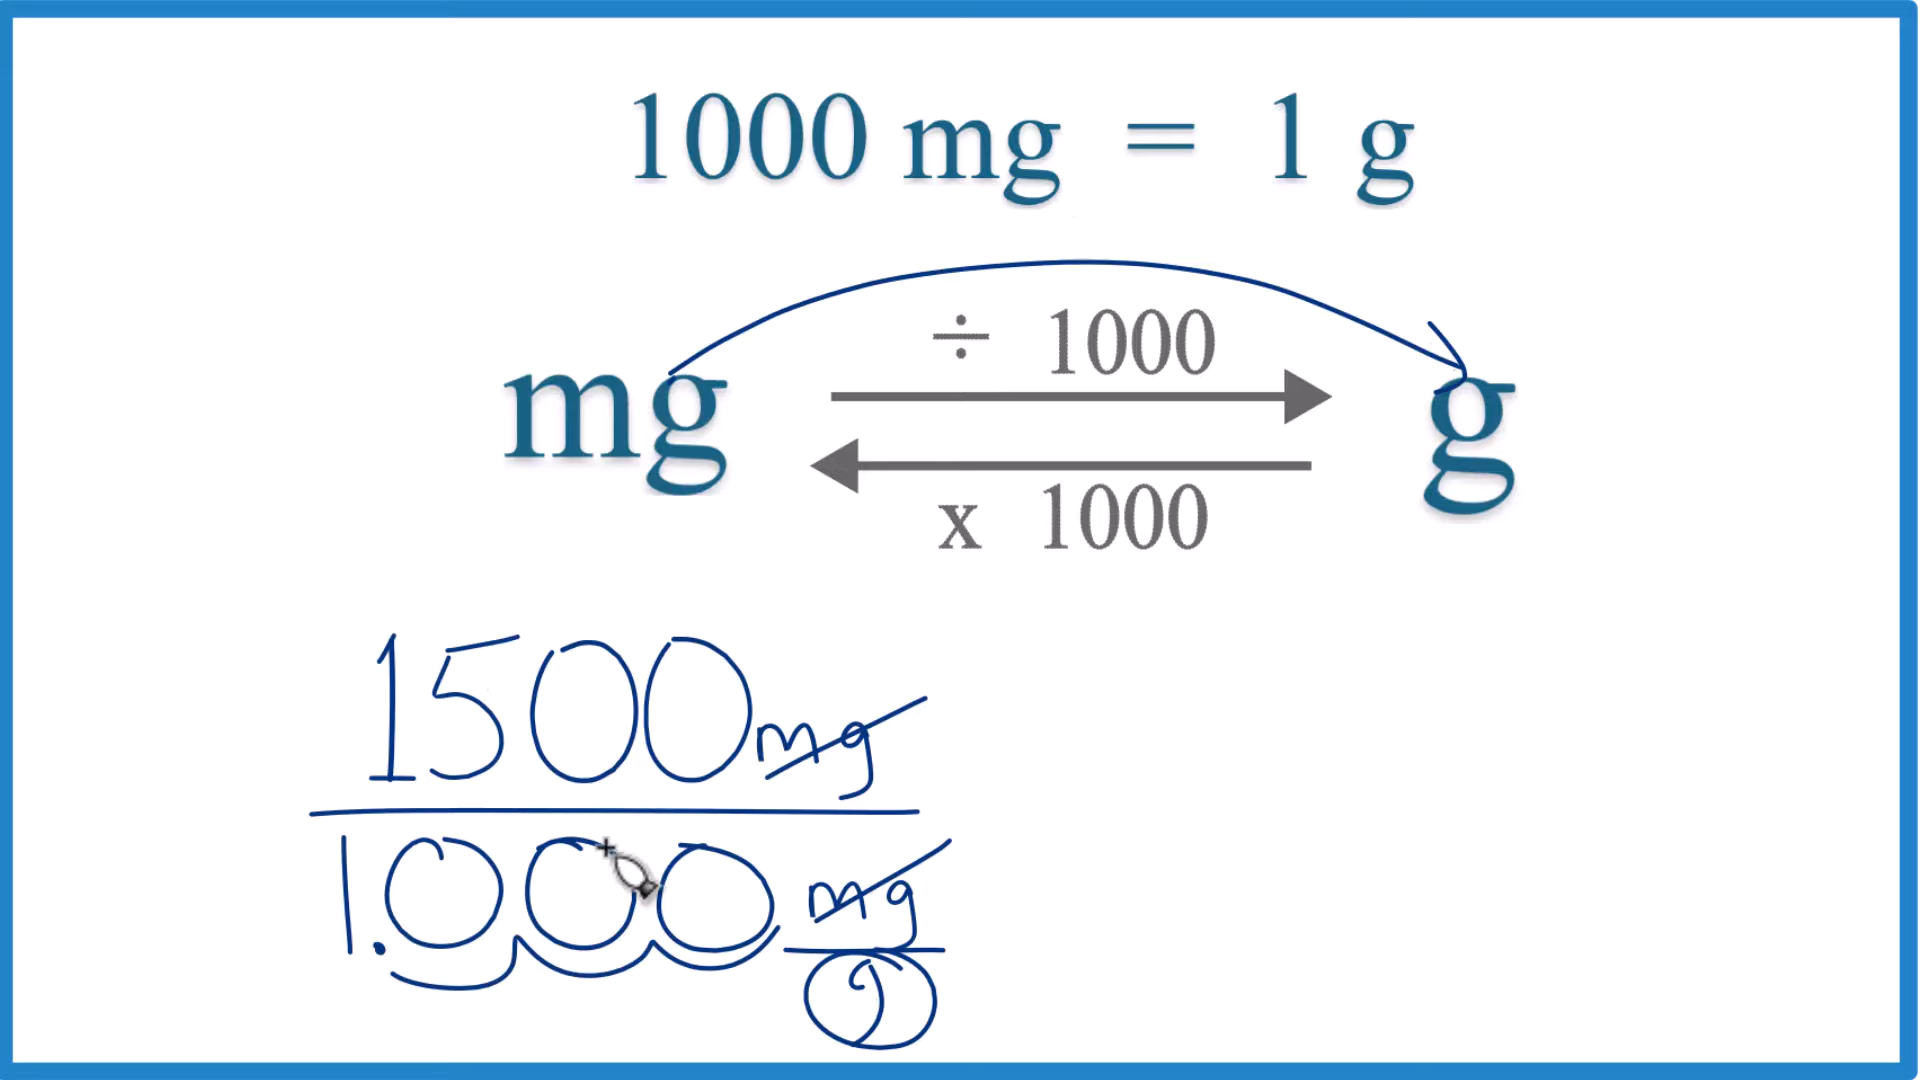 1000 mg = 1 g
÷ 1000
mg g
x 1000
1500 mg
1.000 mg
g